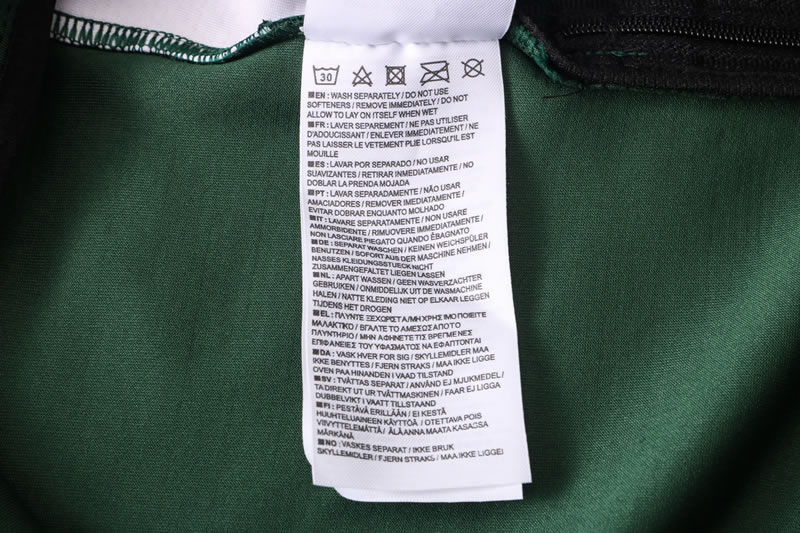 30
EN : WASH SEPARATELY / DO NOT USE
SOFTENERS / REMOVE IMMEDIATELY / DO NOT
ALLOW TO LAY ON ITSELF WHEN WET
FR : LAVER SEPAREMENT / NE PAS UTILISER
D'ADOUCISSANT / ENLEVER IMMEDIATEMENT / NE
PAS LAISSER LE VETEMENT PLIE LORSQU'IL EST
MOUILLE
ES : LAVAR POR SEPARADO / NO USAR
SUAVIZANTES / RETIRAR INMEDIATAMENTE / NO
DOBLAR LA PRENDA MOJADA
PT : LAVAR SEPARADAMENTE / NÃO USAR
AMACIADORES / REMOVER IMEDIATAMENTE /
EVITAR DOBRAR ENQUANTO MOLHADO
IT : LAVARE SEPARATAMENTE / NON USARE
AMMORBIDENTE / RIMUOVERE IMMEDIATAMENTE /
NON LASCIARE PIEGATO QUANDO ÈBAGNATO
DE : SEPARAT WASCHEN / KEINEN WEICHSPÜLER
BENUTZEN / SOFORT AUS DER MASCHINE NEHMEN /
NASSES KLEIDUNGSSTUECK NICHT
ZUSAMMENGEFALTET LIEGEN LASSEN
NL : APART WASSEN / GEEN WASVERZACHTER
GEBRUIKEN / ONMIDDELIJK UIT DE WASMACHINE
HALEN / NATTE KLEDING NIET OP ELKAAR LEGGEN
TIJDENS HET DROGEN
EL : ΠΛΥΝΤΕ ΞΕΧΩΡΙΣΤΑ/ΜΗ ΧΡΗΣΙΜΟΠΟΙΕΙΤΕ
ΜΑΛΑΚΤΙΚΟ / ΒΓΑΛΤΕ ΤΟ ΑΜΕΣΩΣΑΠΟΤΟ
ΠΛΥΝΤΗΡΙΟ / ΜΗΝ ΑΦΗΝΕΤΕ ΤΙΣ ΒΡΕΓΜΕΝΕΣ
ΕΠΙΦΑΝΕΙΕΣ ΤΟΥ ΥΦΑΣΜΑΤΟΣ ΝΑ ΕΦΑΠΤΟΝΤΑΙ
DA : VASK HVER FOR SIG / SKYLLEMIDLER MAA
IKKE BENYTTES / FJERN STRAKS / MAA IKKE LIGGE
OVEN PAA HINANDEN I VAAD TILSTAND
SV : TVÄTTAS SEPARAT / ANVÄND EJ MJUKMEDEL /
TA DIREKT UT UR TVÄTTMASKINEN / FAAR EJ LIGGA
DUBBELVIKT I VAATT TILLSTAAND
FI : PESTÄVÄ ERILLÄÄN / EI KESTÄ
HUUHTELUAINEEN KÄYTTÖÄ / OTETTAVA POIS
VIIVYTTELEMÄTTÄ / ÄLÄ ANNA MAATA KASASSA
MÄRKÄNÄ
NO : VASKES SEPARAT / IKKE BRUK
SKYLLEMIDLER / FJERN STRAKS / MAA IKKE LIGGE